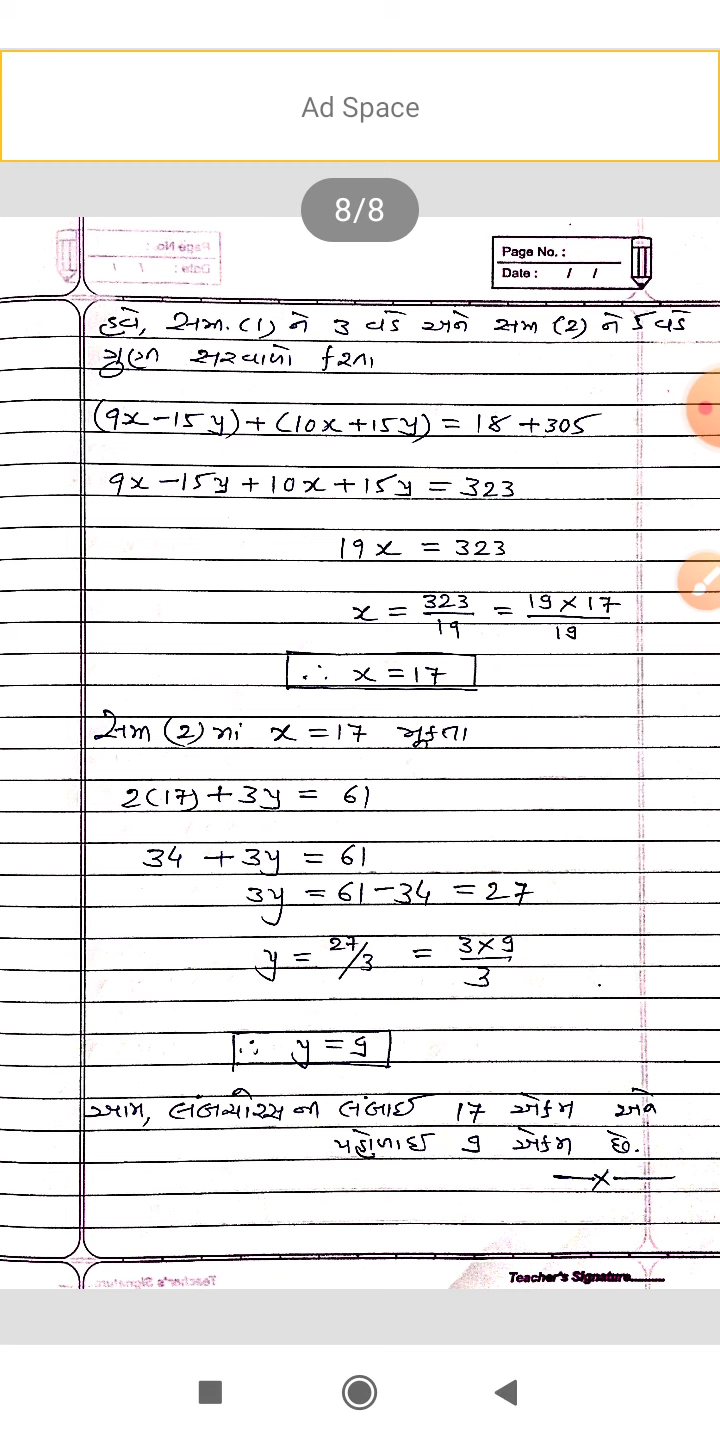 Ad Space
8/8
Page No. :
Date : / /
હવે, સમી.(1) ને 3 વડે અને સમી (2) ને 5 વડે
ગુણી સરવાળો કરતા
(9x-15y)+(10x+15y) = 18 +305
9x-15y+10x+15y = 323
19x = 323
x = 323/19 = 19×17/19
∴ x = 17
સમી (2) માં x = 17 મૂકતા
2(17)+3y = 61
34 +3y = 61
3y = 61-34 = 27
y = 27/3 = 3×9/3
∴ y = 9
આમ, લંબચોરસ ની લંબાઈ 17 એકમ અને
પહોળાઈ 9 એકમ છે.
Teacher's Signature..........